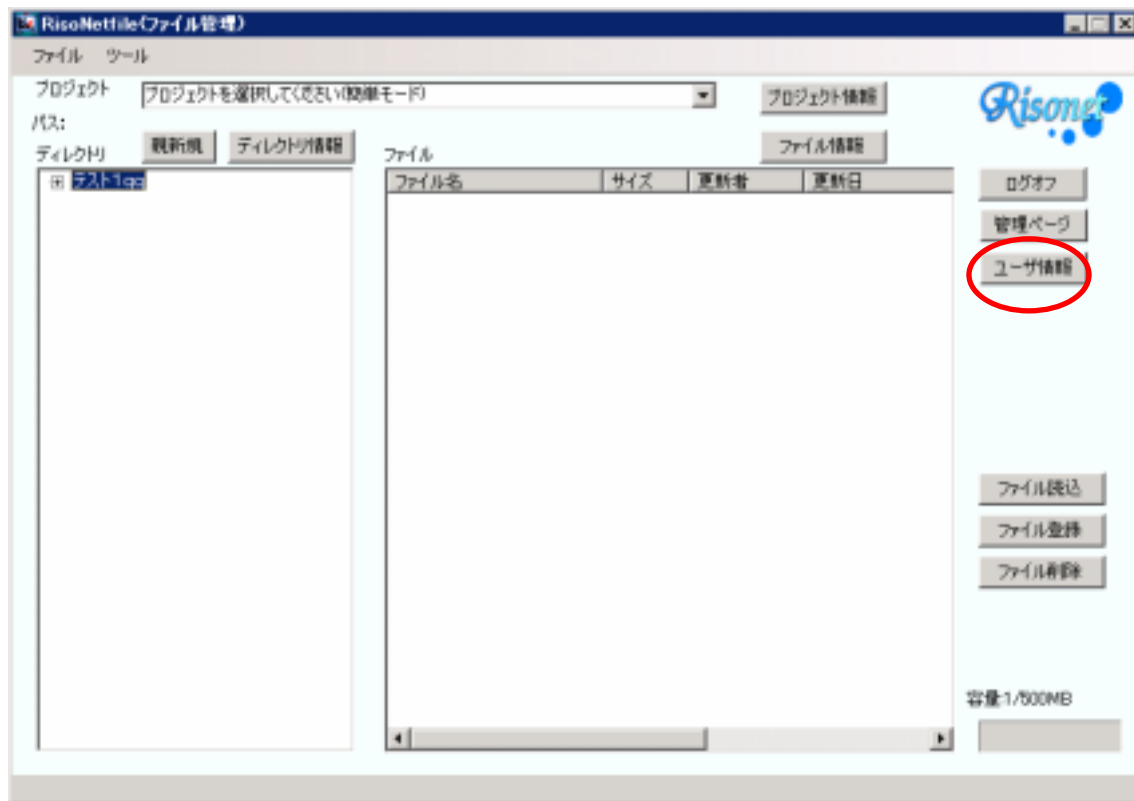 RisoNetfile(ファイル管理)
ファイル ツール
プロジェクト プロジェクトを選択してください(簡単モード) プロジェクト情報
Risonet
パス:
ディレクトリ 親新規 ディレクトリ情報 ファイル ファイル情報
テスト1qq
ファイル名 サイズ 更新者 更新日
ログオフ
管理ページ
ユーザ情報
ファイル読込
ファイル登録
ファイル削除
容量:1/500MB